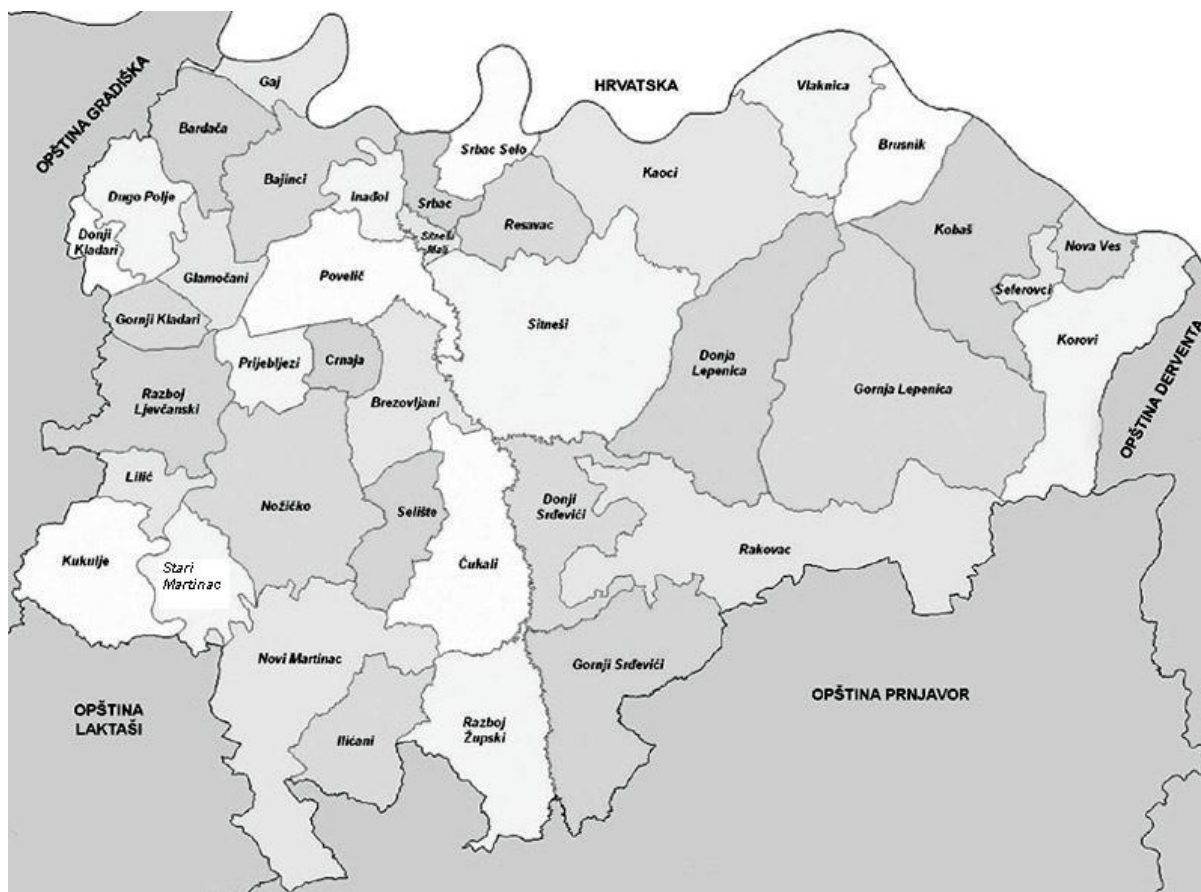 Gaj
HRVATSKA
Vlaknica
OPŠTINA GRADIŠKA
Bardača
Brusnik
Srbac Selo
Kaoci
Bajinci
Dugo Polje
Inađol
Srbac
Resavac
Kobaš
Nova Ves
Donji
Kladari
Sitneši
Mali
Glamočani
Povelič
Seferovci
Gornji Kladari
Sitneši
Korovi
Prijebljezi
Crnaja
Donja
Lepenica
OPŠTINA DERVENTA
Razboj
Ljevčanski
Brezovljani
Gornja Lepenica
Lilić
Nožičko
Selište
Donji
Srđevići
Kukulje
Stari
Martinac
Čukali
Rakovac
Novi Martinac
Gornji Srđevići
OPŠTINA PRNJAVOR
OPŠTINA
LAKTAŠI
Ilićani
Razboj
Župski